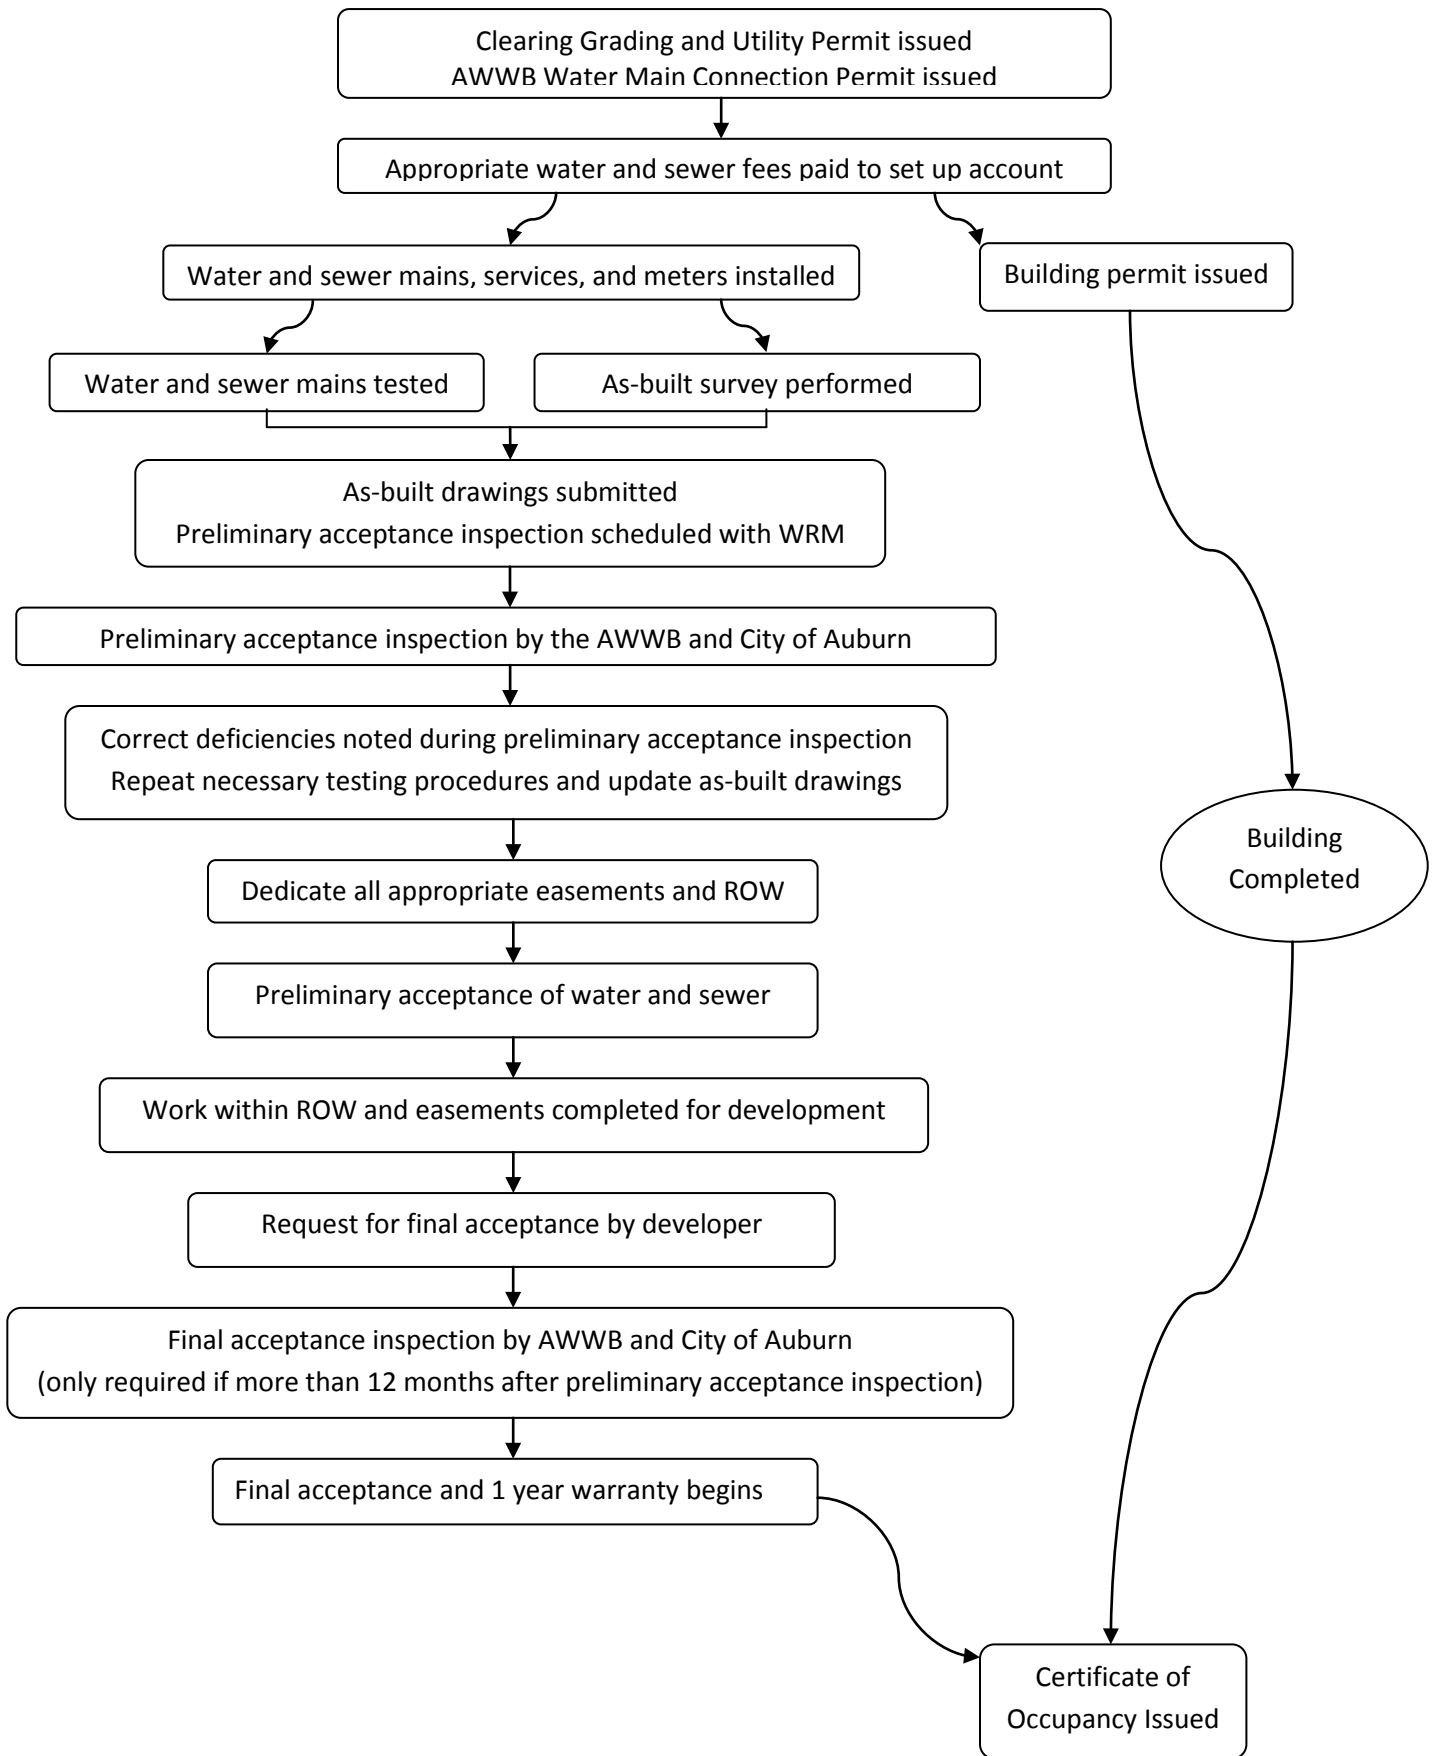 Clearing Grading and Utility Permit issued
AWWB Water Main Connection Permit issued
Appropriate water and sewer fees paid to set up account
Water and sewer mains, services, and meters installed
Building permit issued
Water and sewer mains tested
As-built survey performed
As-built drawings submitted
Preliminary acceptance inspection scheduled with WRM
Preliminary acceptance inspection by the AWWB and City of Auburn
Correct deficiencies noted during preliminary acceptance inspection
Repeat necessary testing procedures and update as-built drawings
Building
Completed
Dedicate all appropriate easements and ROW
Preliminary acceptance of water and sewer
Work within ROW and easements completed for development
Request for final acceptance by developer
Final acceptance inspection by AWWB and City of Auburn
(only required if more than 12 months after preliminary acceptance inspection)
Final acceptance and 1 year warranty begins
Certificate of
Occupancy Issued